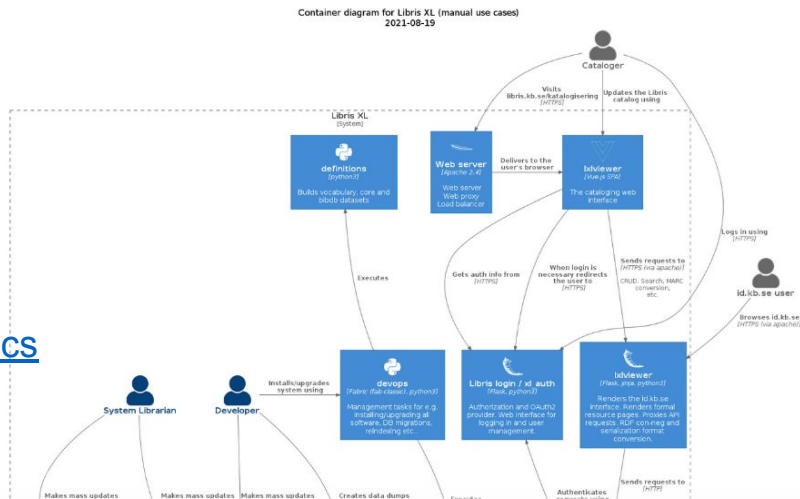 Container diagram for Libris XL (manual use cases)
2021-08-19
Cataloger
Visits
libris.kb.se/katalogisering
[HTTPS]
Updates the Libris
catalog using
Libris XL
[System]
definitions
[python3]
Builds vocabulary, core and
bibdb datasets
Web server
[Apache 2.4]
Web server
Web proxy
Load balancer
Delivers to the
user's browser
lxlviewer
[Vue.js SPA]
The cataloging web
interface
Executes
Gets auth info from
[HTTPS]
When login is
necessary redirects
the user to
[HTTPS]
Sends requests to
[HTTPS (via apache)]
CRUD, Search, MARC
conversion,
etc.
Logs in using
[HTTPS]
id.kb.se user
Browses id.kb.se
[HTTPS (via apache)]
cs
System Librarian
Developer
Installs/upgrades
system using
devops
[Fabric (fab-classic), python3]
Management tasks for e.g.
installing/upgrading all
software, DB migrations,
reindexing etc...
Libris login / xl_auth
[Flask, python3]
Authorization and OAuth2
provider. Web interface for
logging in and user
management.
lxlviewer
[Flask, jinja, python3]
Renders the id.kb.se
interface. Renders formal
resource pages. Proxies API
requests. RDF con-neg and
serialization format
conversion.
Makes mass updates
Makes mass updates
Makes mass updates
Creates data dumps
Executes
Authenticates
requests using
Sends requests to
[HTTP]